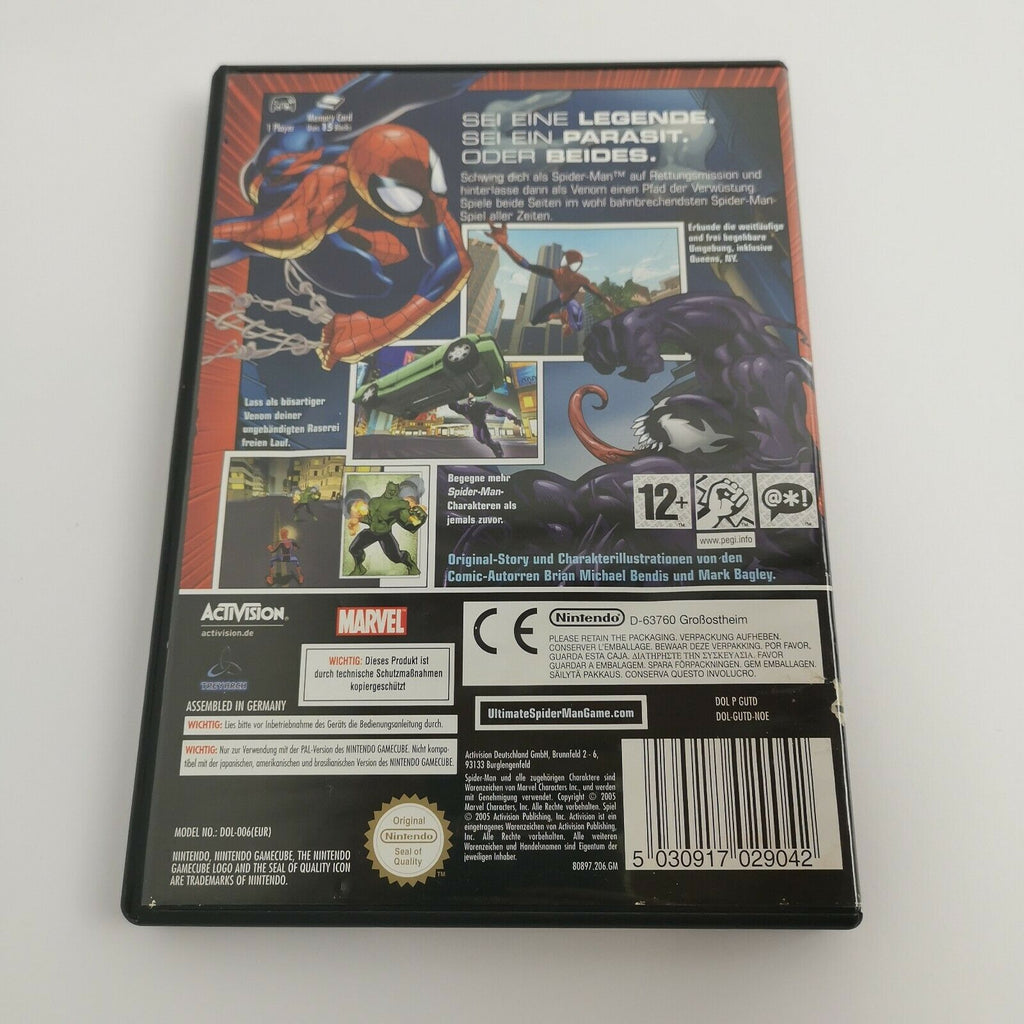 1 Player
Memory Card
13
SEI EINE LEGENDE.
SEI EIN PARASIT.
ODER BEIDES.
Schwing dich als Spider-Man™ auf Rettungsmission und
hinterlasse dann als Venom einen Pfad der Verwüstung.
Spiele beide Seiten im wohl bahnbrechendsten Spider-Man-
Spiel aller Zeiten.
Erkunde die weitläufige
und frei begehbare
Umgebung, inklusive
Queens, NY.
Lass als bösartiger
Venom deiner
ungebändigten Raserei
freien Lauf.
Begegne mehr
Spider-Man-
Charakteren als
jemals zuvor.
12+
@*!
www.pegi.info
Original-Story und Charakterillustrationen von den
Comic-Autorren Brian Michael Bendis und Mark Bagley.
ACTIVISION.
activision.de
MARVEL
TREYARCH
WICHTIG: Dieses Produkt ist
durch technische Schutzmaßnahmen
kopiergeschützt
CE Nintendo D-63760 Großostheim
PLEASE RETAIN THE PACKAGING. VERPACKUNG AUFHEBEN.
CONSERVER L'EMBALLAGE. BEWAAR DEZE VERPAKKING. POR FAVOR,
GUARDA ESTA CAJA. ΔΙΑΤΗΡΗΣΤΕ ΤΗΝ ΣΥΣΚΕΥΑΣΙΑ. FAVOR
GUARDAR A EMBALAGEM. SPARA FÖRPACKNINGEN. GEM EMBALLAGEN.
SÄILYTÄ PAKKAUS. CONSERVA QUESTO INVOLUCRO.
ASSEMBLED IN GERMANY
WICHTIG: Lies bitte vor Inbetriebnahme des Geräts die Bedienungsanleitung durch.
WICHTIG: Nur zur Verwendung mit der PAL-Version des NINTENDO GAMECUBE. Nicht kompa-
tibel mit der japanischen, amerikanischen und brasilianischen Version des NINTENDO GAMECUBE.
UltimateSpiderManGame.com
DOL P GUTD
DOL-GUTD-NOE
Activision Deutschland GmbH, Brunnfeld 2 - 6,
93133 Burglengenfeld
Spider-Man und alle zugehörigen Charaktere sind
Warenzeichen von Marvel Characters Inc., und werden
mit Genehmigung verwendet. Copyright © 2005
Marvel Characters, Inc. Alle Rechte vorbehalten. Spiel
© 2005 Activision Publishing, Inc. Activision ist ein
eingetragenes Warenzeichen von Activision Publishing,
Inc. Alle Rechte vorbehalten. Alle weiteren
Warenzeichen und Handelsnamen sind Eigentum der
jeweiligen Inhaber.
80897.206.GM
MODEL NO.: DOL-006(EUR)
NINTENDO, NINTENDO GAMECUBE, THE NINTENDO
GAMECUBE LOGO AND THE SEAL OF QUALITY ICON
ARE TRADEMARKS OF NINTENDO.
Original
Nintendo
Seal of
Quality
TM
5 030917 029042